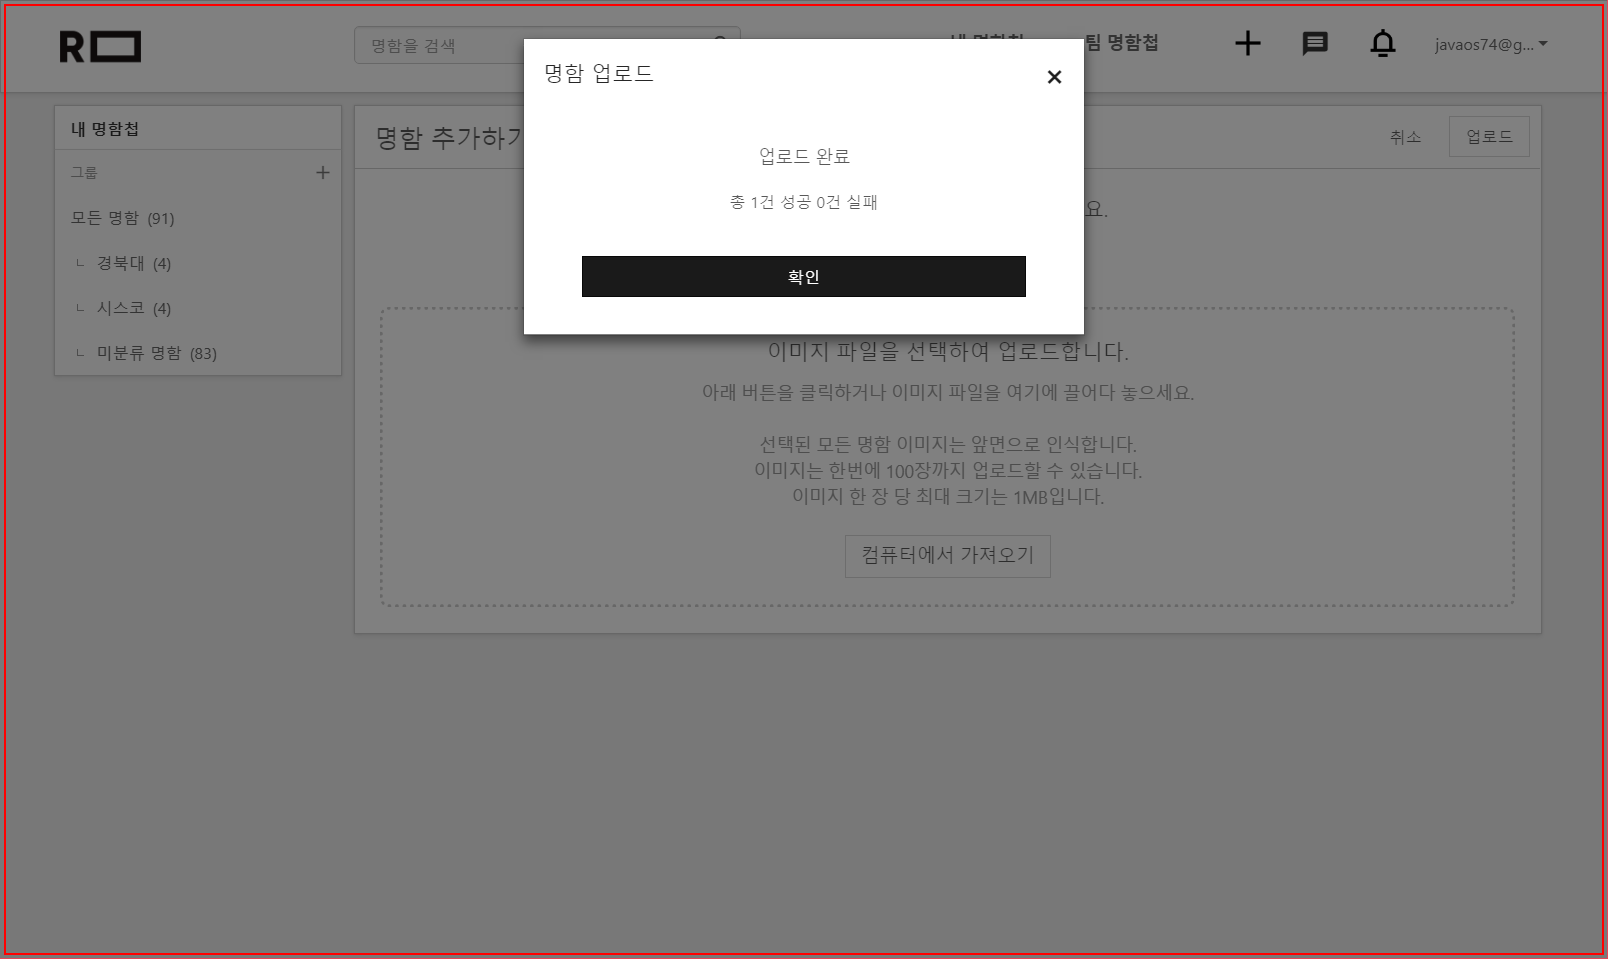 R
명함을 검색
내 명함첩
팀 명함첩
javaos74@g...
명함 업로드
업로드 완료
총 1건 성공 0건 실패
확인
내 명함첩
그룹
모든 명함 (91)
경북대 (4)
시스코 (4)
미분류 명함 (83)
명함 추가하기
취소
업로드
요.
이미지 파일을 선택하여 업로드합니다.
아래 버튼을 클릭하거나 이미지 파일을 여기에 끌어다 놓으세요.
선택된 모든 명함 이미지는 앞면으로 인식합니다.
이미지는 한번에 100장까지 업로드할 수 있습니다.
이미지 한 장 당 최대 크기는 1MB입니다.
컴퓨터에서 가져오기